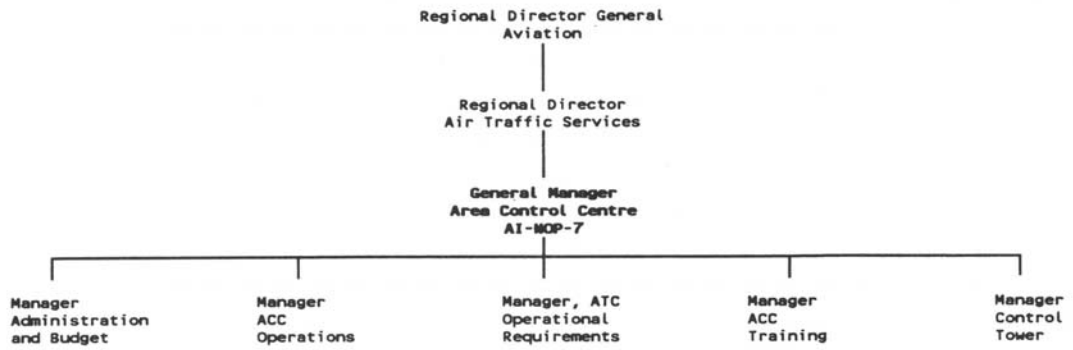 Regional Director General
Aviation
Regional Director
Air Traffic Services
General Manager
Area Control Centre
AI-NOP-7
Manager
Administration
and Budget
Manager
ACC
Operations
Manager, ATC
Operational
Requirements
Manager
ACC
Training
Manager
Control
Tower